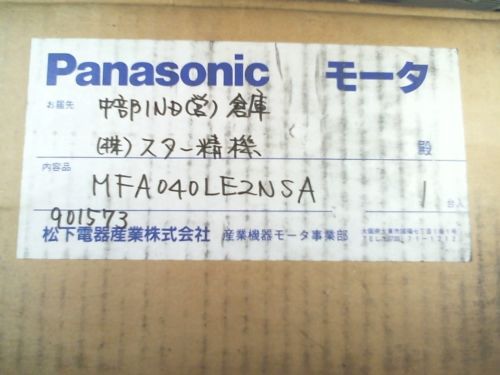 Panasonic モータ
お届先 中部IND(営)倉庫
(株)スター精機 殿
内容品
MFA040LE2NSA 1 台入
901573
松下電器産業株式会社 産業機器モータ事業部